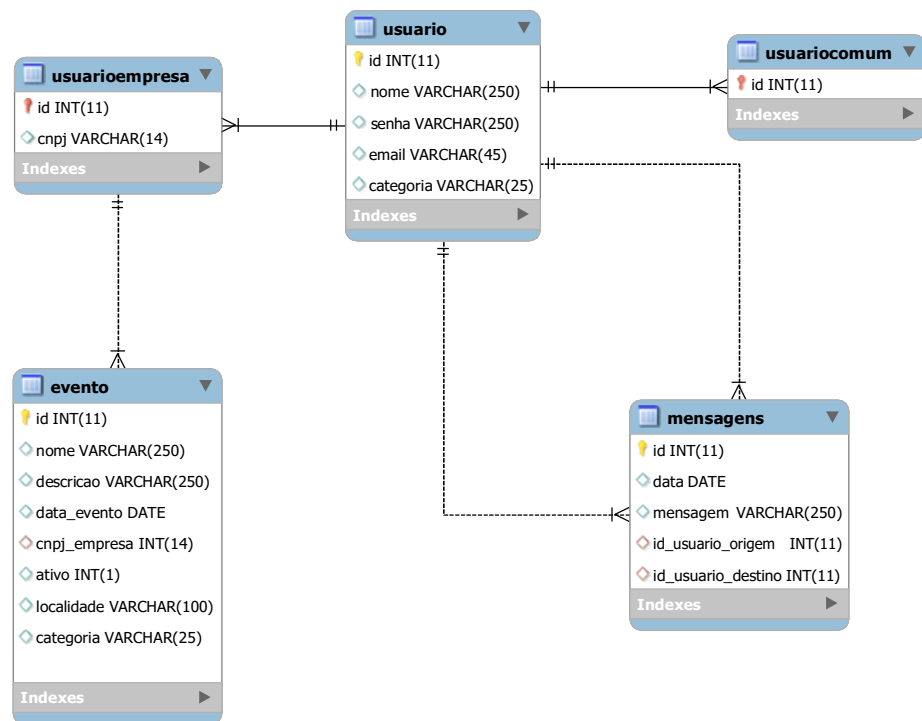 usuarioempresa
id INT(11)
cnpj VARCHAR(14)
Indexes
usuario
id INT(11)
nome VARCHAR(250)
senha VARCHAR(250)
email VARCHAR(45)
categoria VARCHAR(25)
Indexes
usuariocomum
id INT(11)
Indexes
evento
id INT(11)
nome VARCHAR(250)
descricao VARCHAR(250)
data_evento DATE
cnpj_empresa INT(14)
ativo INT(1)
localidade VARCHAR(100)
categoria VARCHAR(25)
Indexes
mensagens
id INT(11)
data DATE
mensagem VARCHAR(250)
id_usuario_origem INT(11)
id_usuario_destino INT(11)
Indexes